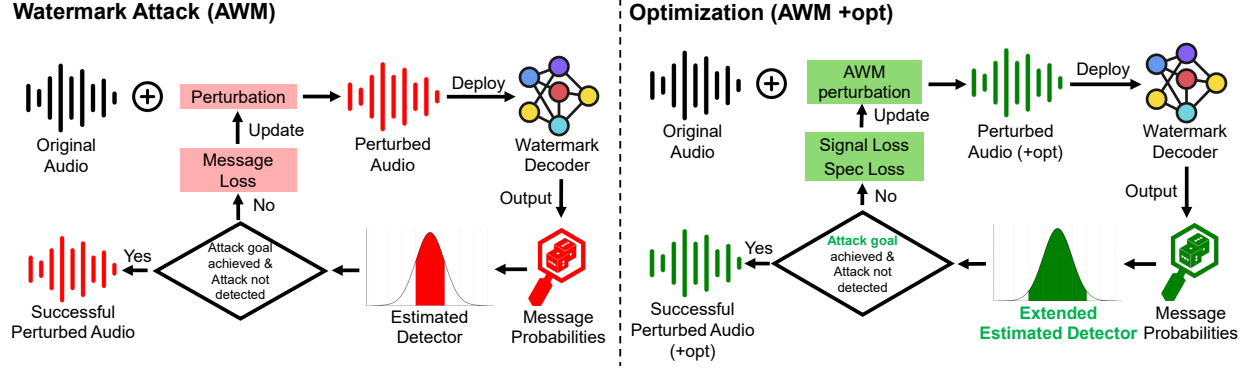 Watermark Attack (AWM)
Original
Audio
Perturbation
Update
Message
Loss
No
Perturbed
Audio
Deploy
Watermark
Decoder
Output
Message
Probabilities
Estimated
Detector
Attack goal
achieved &
Attack not
detected
Yes
Successful
Perturbed Audio
Optimization (AWM +opt)
Original
Audio
AWM
perturbation
Update
Signal Loss
Spec Loss
No
Perturbed
Audio (+opt)
Deploy
Watermark
Decoder
Output
Message
Probabilities
Extended
Estimated Detector
Attack goal
achieved &
Attack not
detected
Yes
Successful
Perturbed Audio
(+opt)